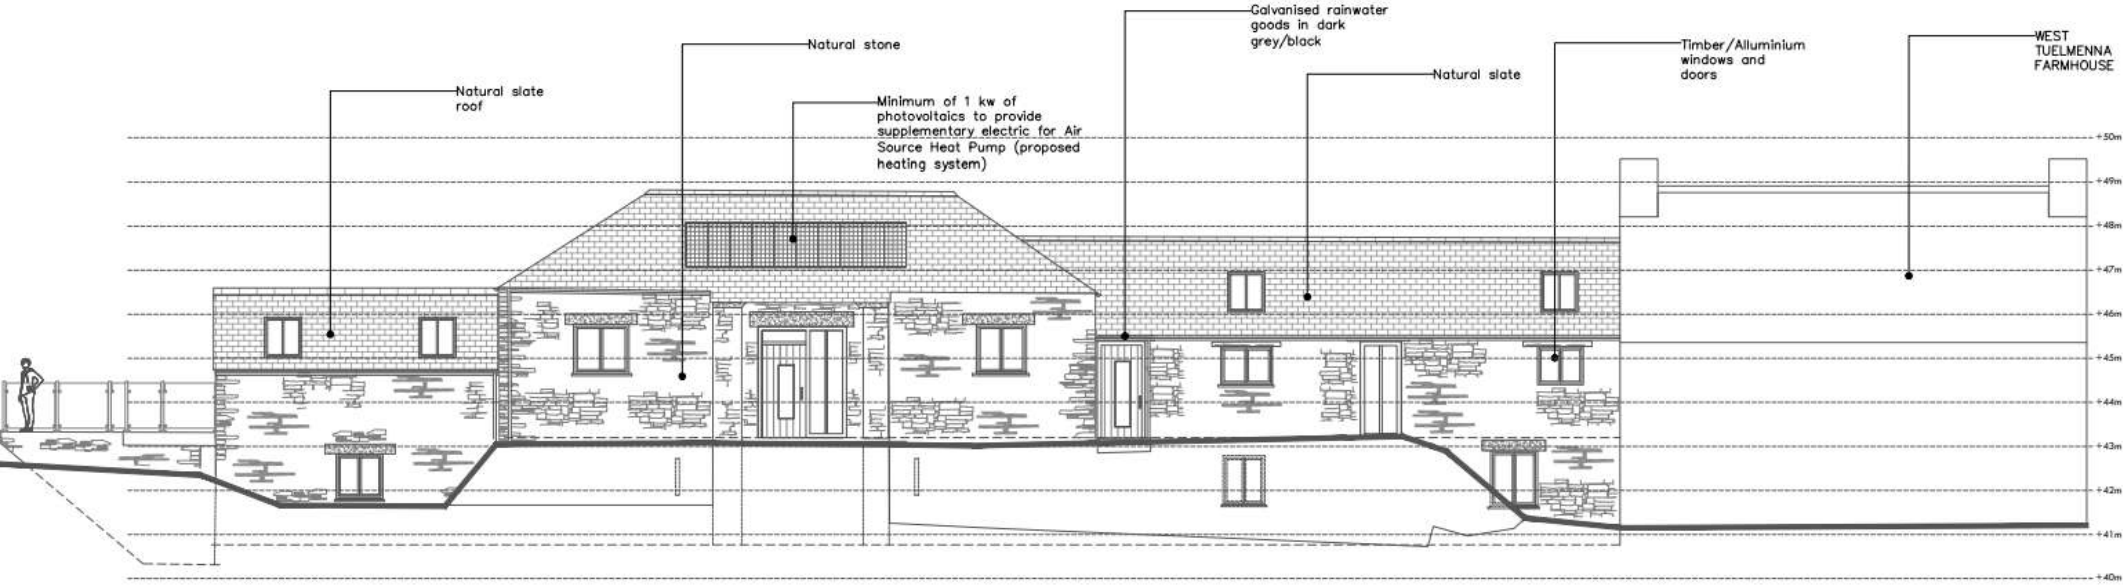 Galvanised rainwater
goods in dark
grey/black
Natural stone
Timber/Alluminium
windows and
doors
WEST
TUELMENNA
FARMHOUSE
Natural slate
Natural slate
roof
Minimum of 1 kw of
photovoltaics to provide
supplementary electric for Air
Source Heat Pump (proposed
heating system)
+50m
+49m
+48m
+47m
+46m
+45m
+44m
+43m
+42m
+41m
+40m